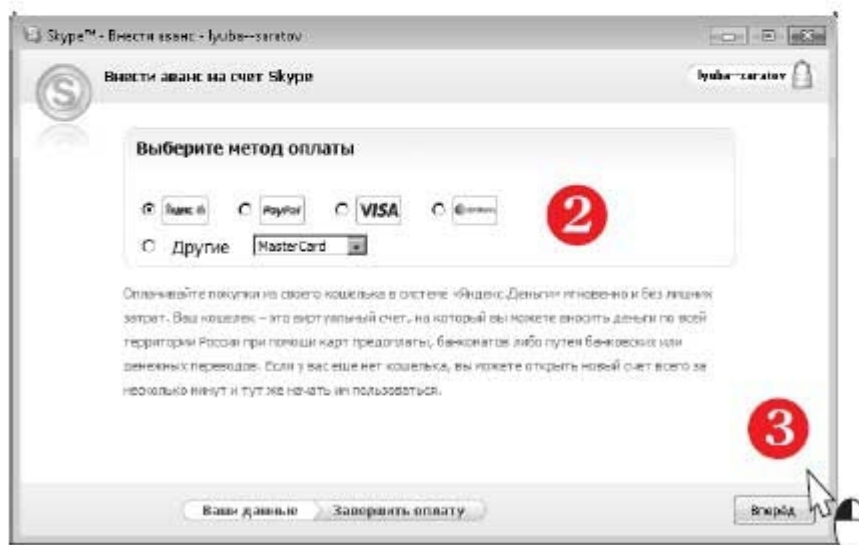 Skype™ - Внести аванс - lyuba--saratov
Внести аванс на счет Skype
lyuba--saratov
Выберите метод оплаты
Яндекс
PayPal
VISA
2
Другие
MasterCard
Оплачивайте покупки из своего кошелька в системе «Яндекс.Деньги» мгновенно и без лишних
затрат. Ваш кошелек – это виртуальный счет, на который вы можете вносить деньги по всей
территории России при помощи карт предоплаты, банкоматов либо путем банковских или
денежных переводов. Если у вас еще нет кошелька, вы можете открыть новый счет всего за
несколько минут и тут же начать им пользоваться.
3
Ваши данные
Завершить оплату
Вперёд